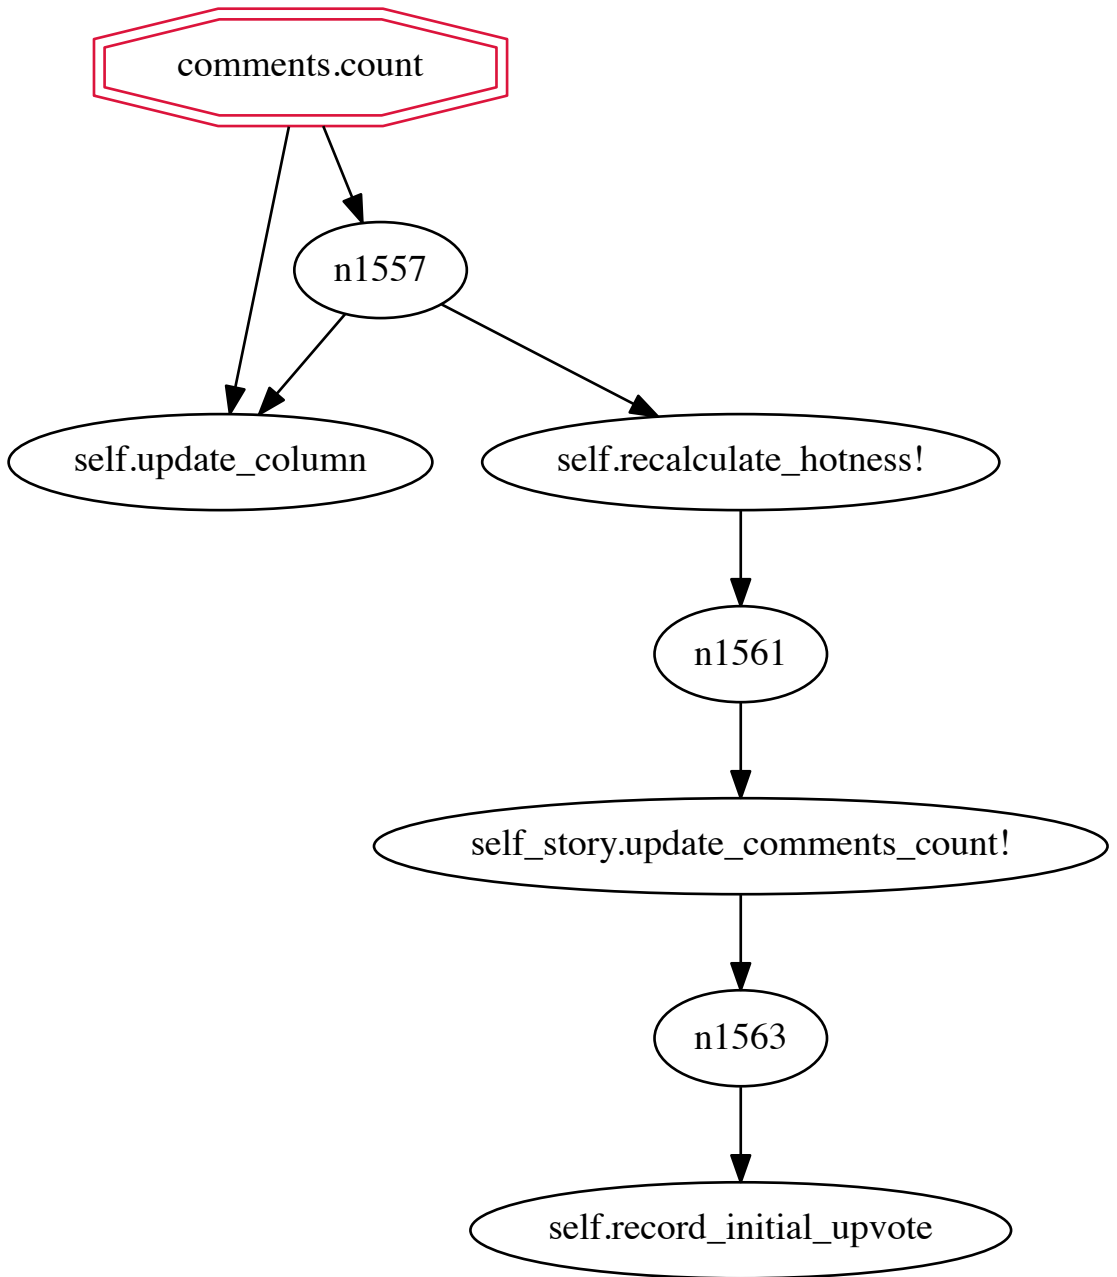 comments.count
n1557
self.update_column
self.recalculate_hotness!
n1561
self_story.update_comments_count!
n1563
self.record_initial_upvote